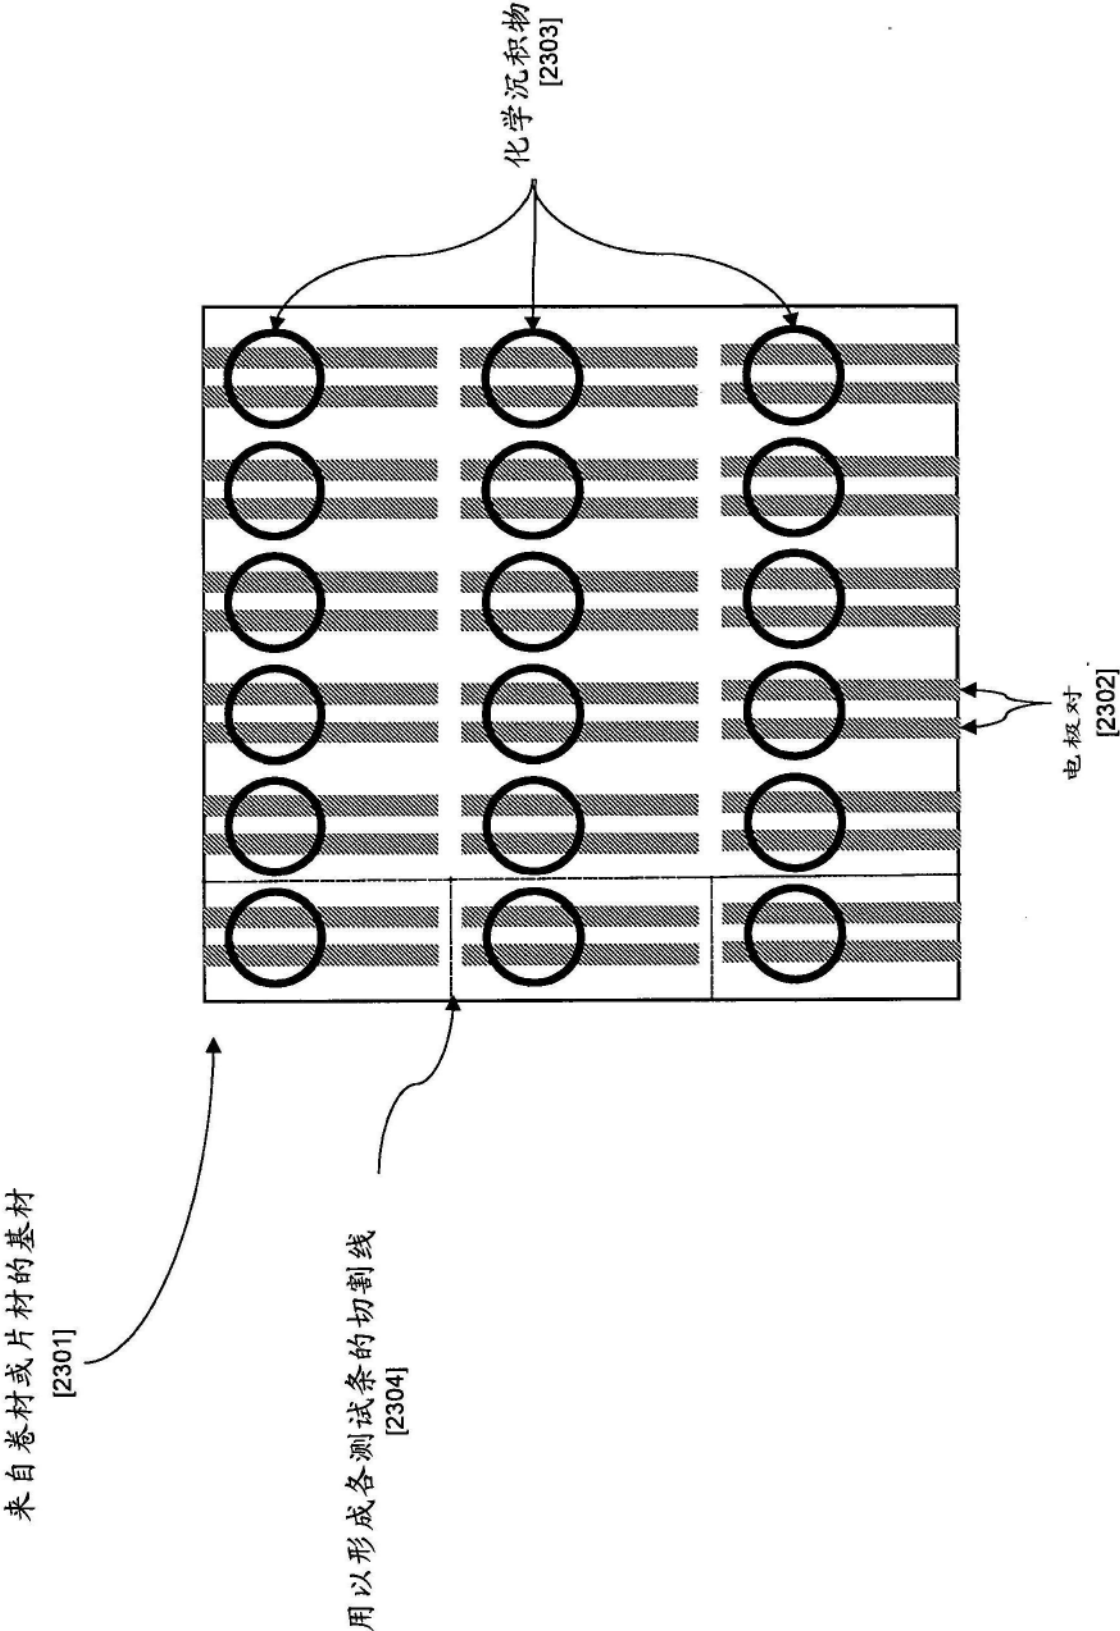 来自卷材或片材的基材
[2301]
用以形成各测试条的切割线
[2304]
化学沉积物
[2303]
电极对
[2302]